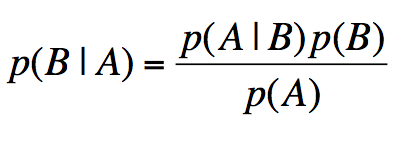 p(B | A) = p(A | B)p(B) / p(A)